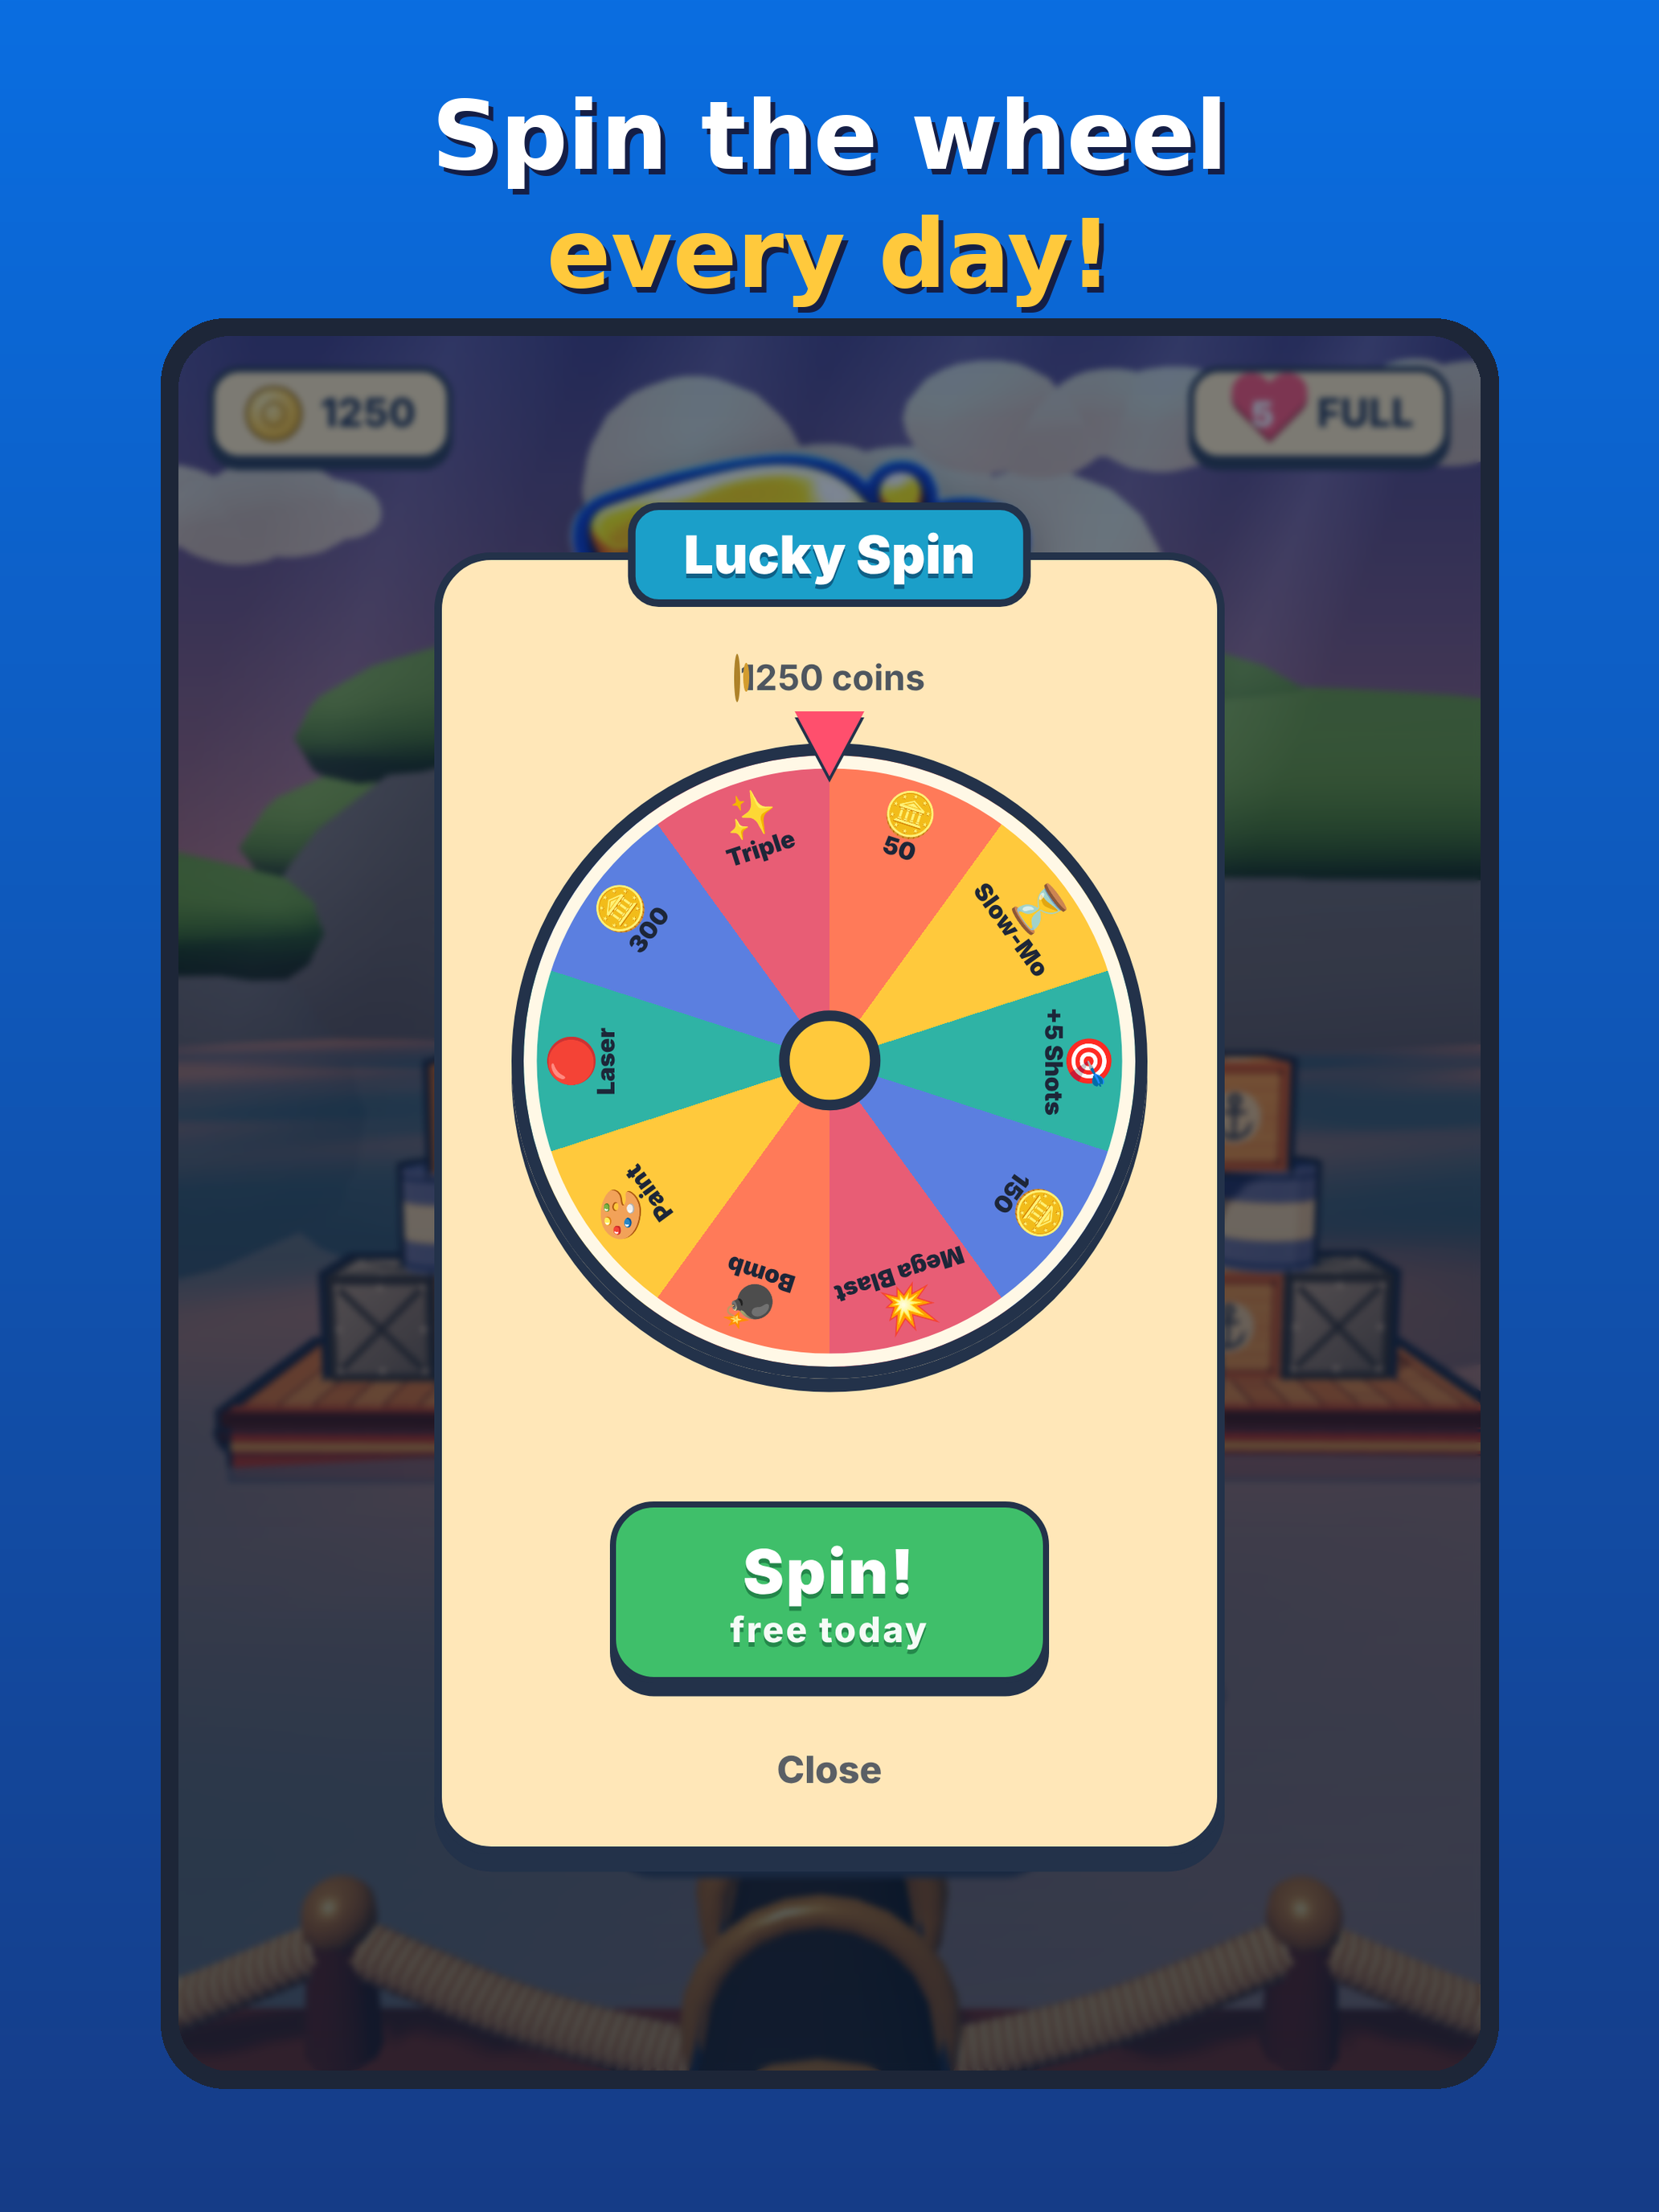 Spin the wheel
every day!
1250
5 FULL
Lucky Spin
1250 coins
Triple
50
300
Slow-Mo
Laser
+5 Shots
Paint
150
Bomb
Mega Blast
Spin!
free today
Close